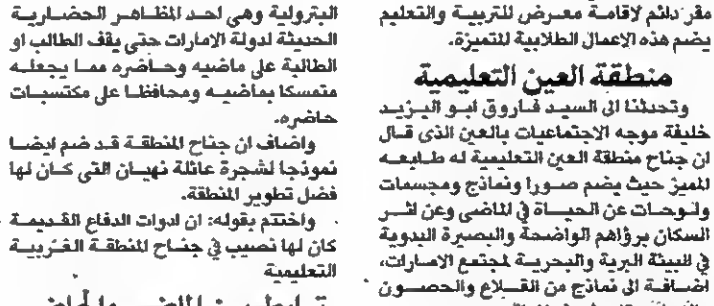 مقر دائم لاقامة معرض للتربية والتعليم
يضم هذه الاعمال الطلابية المتميزة.
منطقة العين التعليمية
وتحدثنا الى السيد فاروق ابو اليزيد
خليفة موجه الاجتماعيات بالعين الذى قال
ان جناح منطقة العين التعليمية له طابعه
المميز حيث يضم صورا ونماذج ومجسمات
ولوحات عن الحياة في الماضى وعن اثر
السكان برؤاهم الواضحة والبصيرة البدوية
في البيئة البرية والبحرية لمجتمع الامارات،
اضافة الى نماذج من القلاع والحصون
البترولية وهي احد المظاهر الحضارية
الحديثة لدولة الامارات حتى يقف الطالب او
الطالبة على ماضيه وحاضره مما يجعله
متمسكا بماضيه ومحافظا على مكتسبات
حاضره.
واضاف ان جناح المنطقة قد ضم ايضا
نموذجا لشجرة عائلة نهيان التي كان لها
فضل تطوير المنطقة.
واختتم بقوله: ان ادوات الدفاع القديمة
كان لها نصيب في جناح المنطقة الغربية
التعليمية